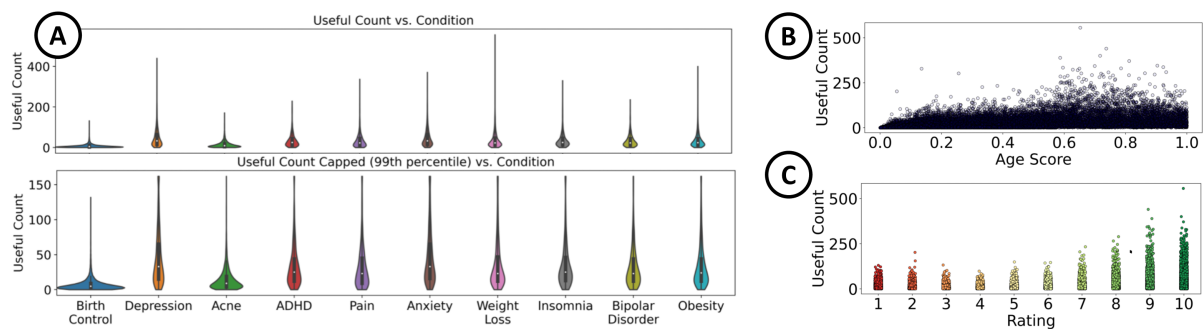 A
Useful Count vs. Condition
Useful Count
400
200
0
Useful Count Capped (99th percentile) vs. Condition
Useful Count
150
100
50
0
Birth Control Depression Acne ADHD Pain Anxiety Weight Loss Insomnia Bipolar Disorder Obesity
B
Useful Count
500
250
0
0.0 0.2 0.4 0.6 0.8 1.0
Age Score
C
Useful Count
500
250
0
1 2 3 4 5 6 7 8 9 10
Rating